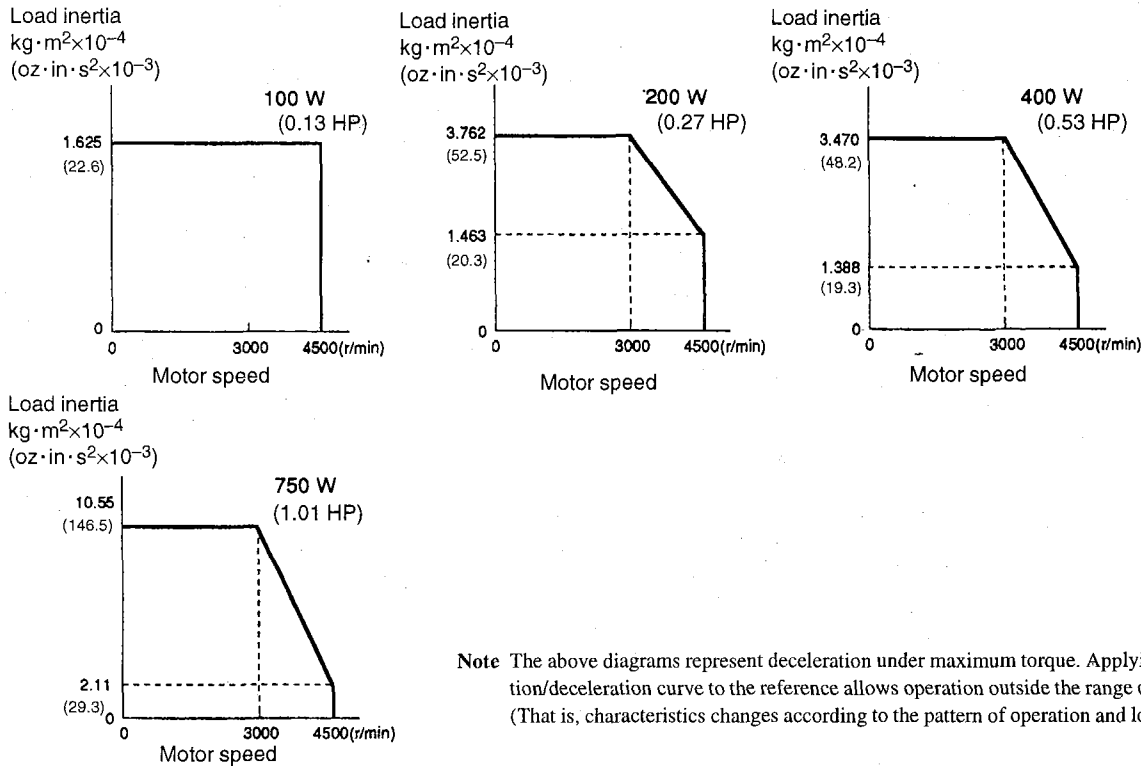 Load inertia
kg·m²×10⁻⁴
(oz·in·s²×10⁻³)
100 W
(0.13 HP)
1.625
(22.6)
0
0 3000 4500(r/min)
Motor speed
Load inertia
kg·m²×10⁻⁴
(oz·in·s²×10⁻³)
200 W
(0.27 HP)
3.762
(52.5)
1.463
(20.3)
0
0 3000 4500(r/min)
Motor speed
Load inertia
kg·m²×10⁻⁴
(oz·in·s²×10⁻³)
400 W
(0.53 HP)
3.470
(48.2)
1.388
(19.3)
0
0 3000 4500(r/min)
Motor speed
Load inertia
kg·m²×10⁻⁴
(oz·in·s²×10⁻³)
750 W
(1.01 HP)
10.55
(146.5)
2.11
(29.3)
0
0 3000 4500(r/min)
Motor speed
Note The above diagrams represent deceleration under maximum torque.
tion/deceleration curve to the reference allows operation outside the range
(That is, characteristics changes according to the pattern of operation and